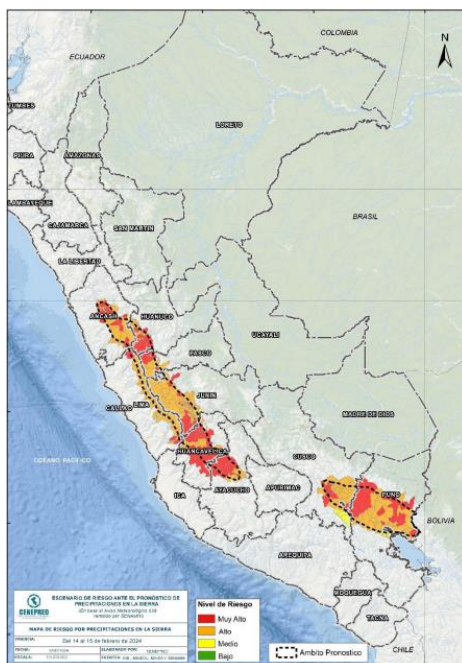 COLOMBIA
ECUADOR
N
TUMBES
LORETO
PIURA
AMAZONAS
LAMBAYEQUE
BRASIL
CAJAMARCA
SAN MARTIN
LA LIBERTAD
ANCASH
HUANUCO
UCAYALI
PASCO
JUNIN
CALLAO
LIMA
MADRE DE DIOS
HUANCAVELICA
OCEANO PACIFICO
CUSCO
PUNO
AYACUCHO
APURIMAC
ICA
BOLIVIA
AREQUIPA
MOQUEGUA
TACNA
CHILE
CENEPRED
ESCENARIO DE RIESGO ANTE EL PRONÓSTICO DE
PRECIPITACIONES EN LA SIERRA
MAPA DE RIESGO POR PRECIPITACIONES EN LA SIERRA
Del 14 al 15 de febrero de 2024
Nivel de Riesgo
Muy Alto
Alto
Medio
Bajo
Ámbito Pronóstico